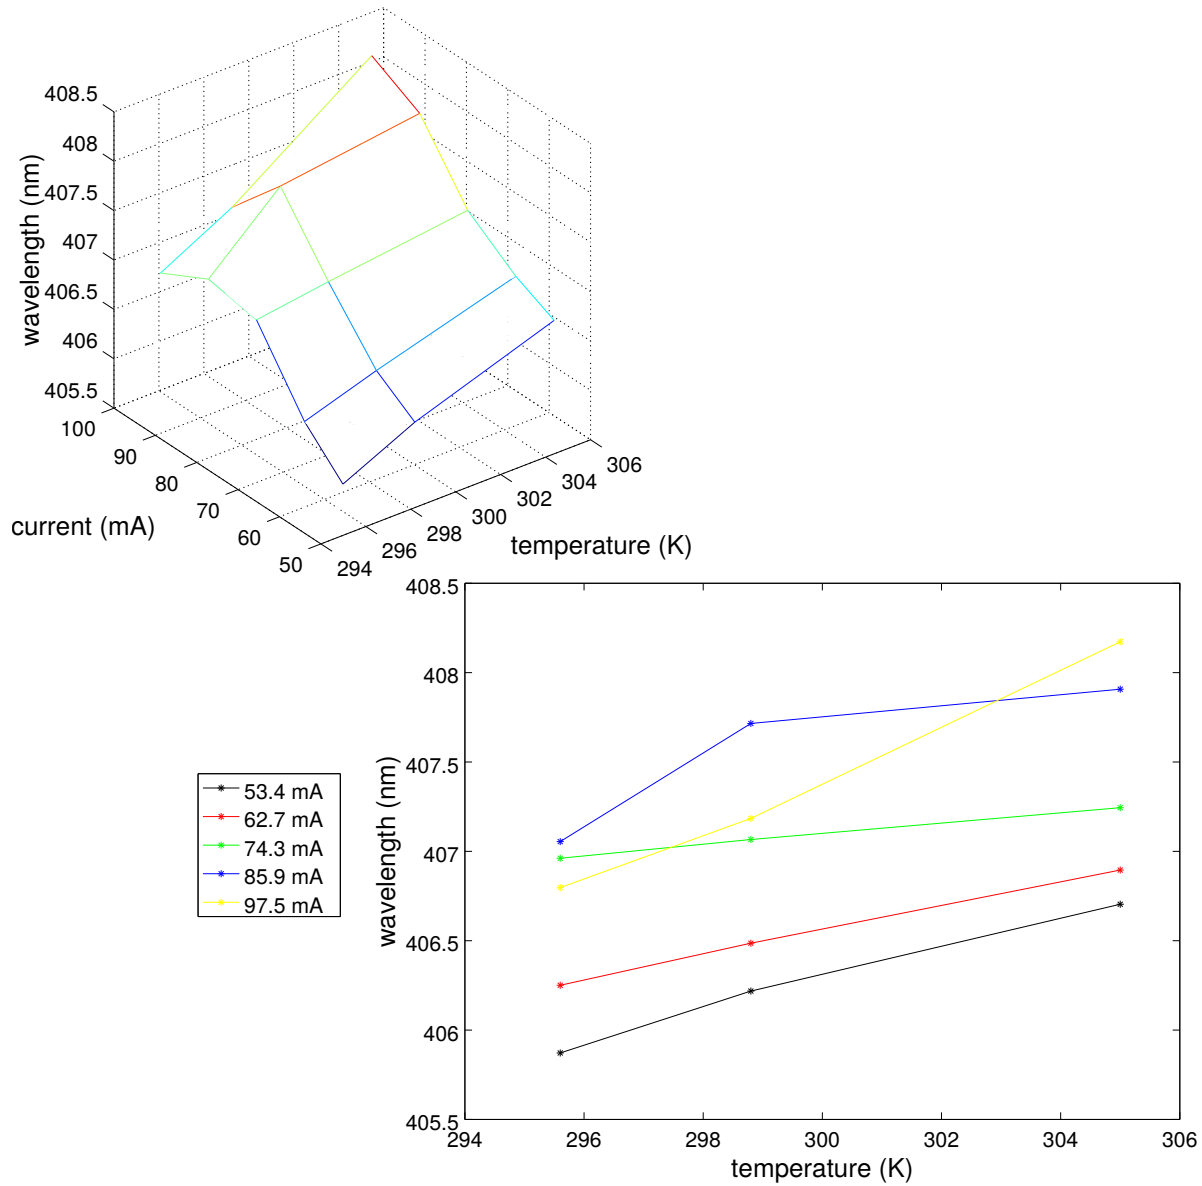 408.5
408
407.5
407
406.5
406
405.5
wavelength (nm)
100
90
80
70
60
50
current (mA)
294
296
298
300
302
304
306
temperature (K)
408.5
408
407.5
407
406.5
406
405.5
wavelength (nm)
53.4 mA
62.7 mA
74.3 mA
85.9 mA
97.5 mA
294 296 298 300 302 304 306
temperature (K)